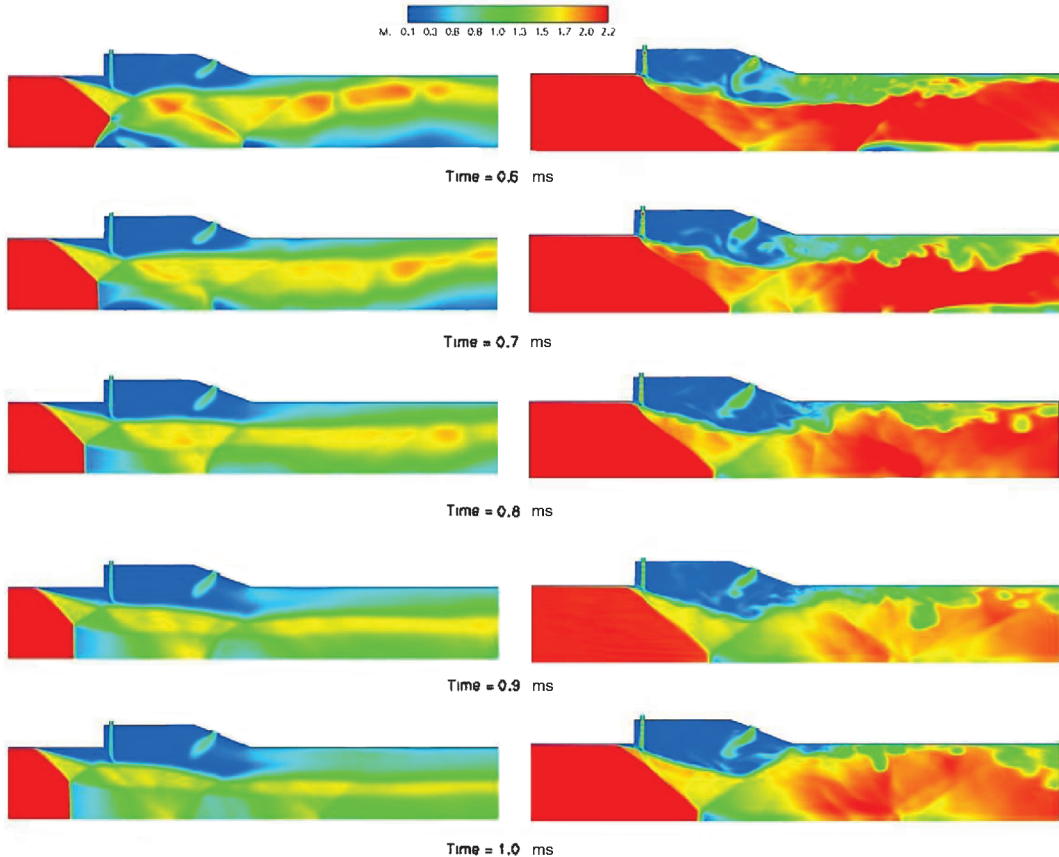 M. 0.1 0.3 0.6 0.8 1.0 1.3 1.5 1.7 2.0 2.2
Time = 0.6 ms
Time = 0.7 ms
Time = 0.8 ms
Time = 0.9 ms
Time = 1.0 ms